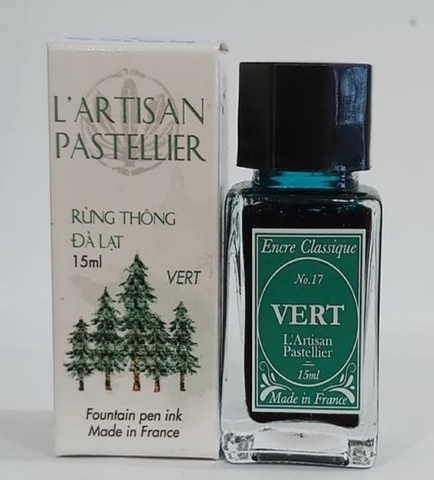 L'ARTISAN
PASTELLIER
RỪNG THÔNG
ĐÀ LẠT
15ml
VERT
Fountain pen ink
Made in France
Encre Classique
No.17
VERT
L'Artisan
Pastellier
15ml
Made in France